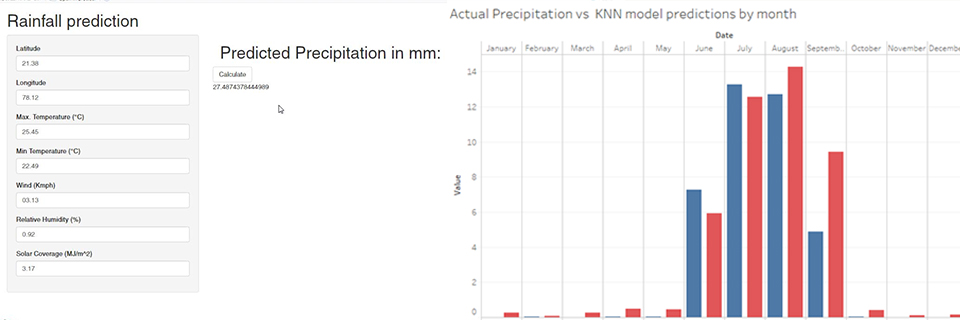 Rainfall prediction
Latitude
21.38
Longitude
78.12
Max. Temperature (°C)
25.45
Min Temperature (°C)
22.49
Wind (Kmph)
03.13
Relative Humidity (%)
0.92
Solar Coverage (MJ/m^2)
3.17
Predicted Precipitation in mm:
Calculate
27.4874378444989
Actual Precipitation vs KNN model predictions by month
Date
January February March April May June July August Septemb.. October November Decembe
Value
14
12
10
8
6
4
2
0